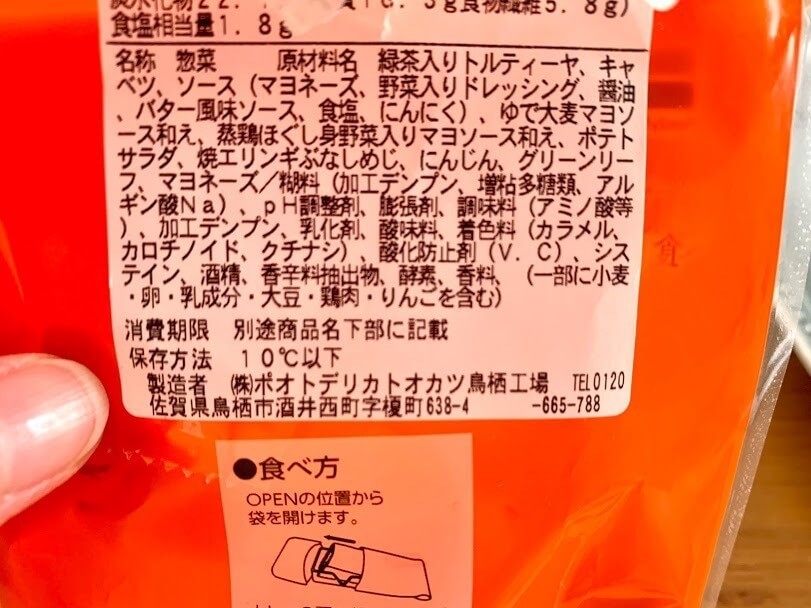 食物繊維5.8g)
食塩相当量1.8g
名称 惣菜 原材料名 緑茶入りトルティーヤ、キャ
ベツ、ソース(マヨネーズ、野菜入りドレッシング、醤油
、バター風味ソース、食塩、にんにく)、ゆで大麦マヨソ
ース和え、蒸鶏ほぐし身野菜入りマヨソース和え、ポテト
サラダ、焼エリンギぶなしめじ、にんじん、グリーンリー
フ、マヨネーズ/糊料(加工デンプン、増粘多糖類、アル
ギン酸Na)、pH調整剤、膨張剤、調味料(アミノ酸等
)、加工デンプン、乳化剤、酸味料、着色料(カラメル、
カロチノイド、クチナシ)、酸化防止剤(V.C)、シス
テイン、酒精、香辛料抽出物、酵素、香料、(一部に小麦
・卵・乳成分・大豆・鶏肉・りんごを含む)
消費期限 別途商品名下部に記載
保存方法 10℃以下
製造者 ㈱ポオトデリカトオカツ鳥栖工場 TEL0120
佐賀県鳥栖市酒井西町字榎町638-4 -665-788
●食べ方
OPENの位置から
袋を開けます。